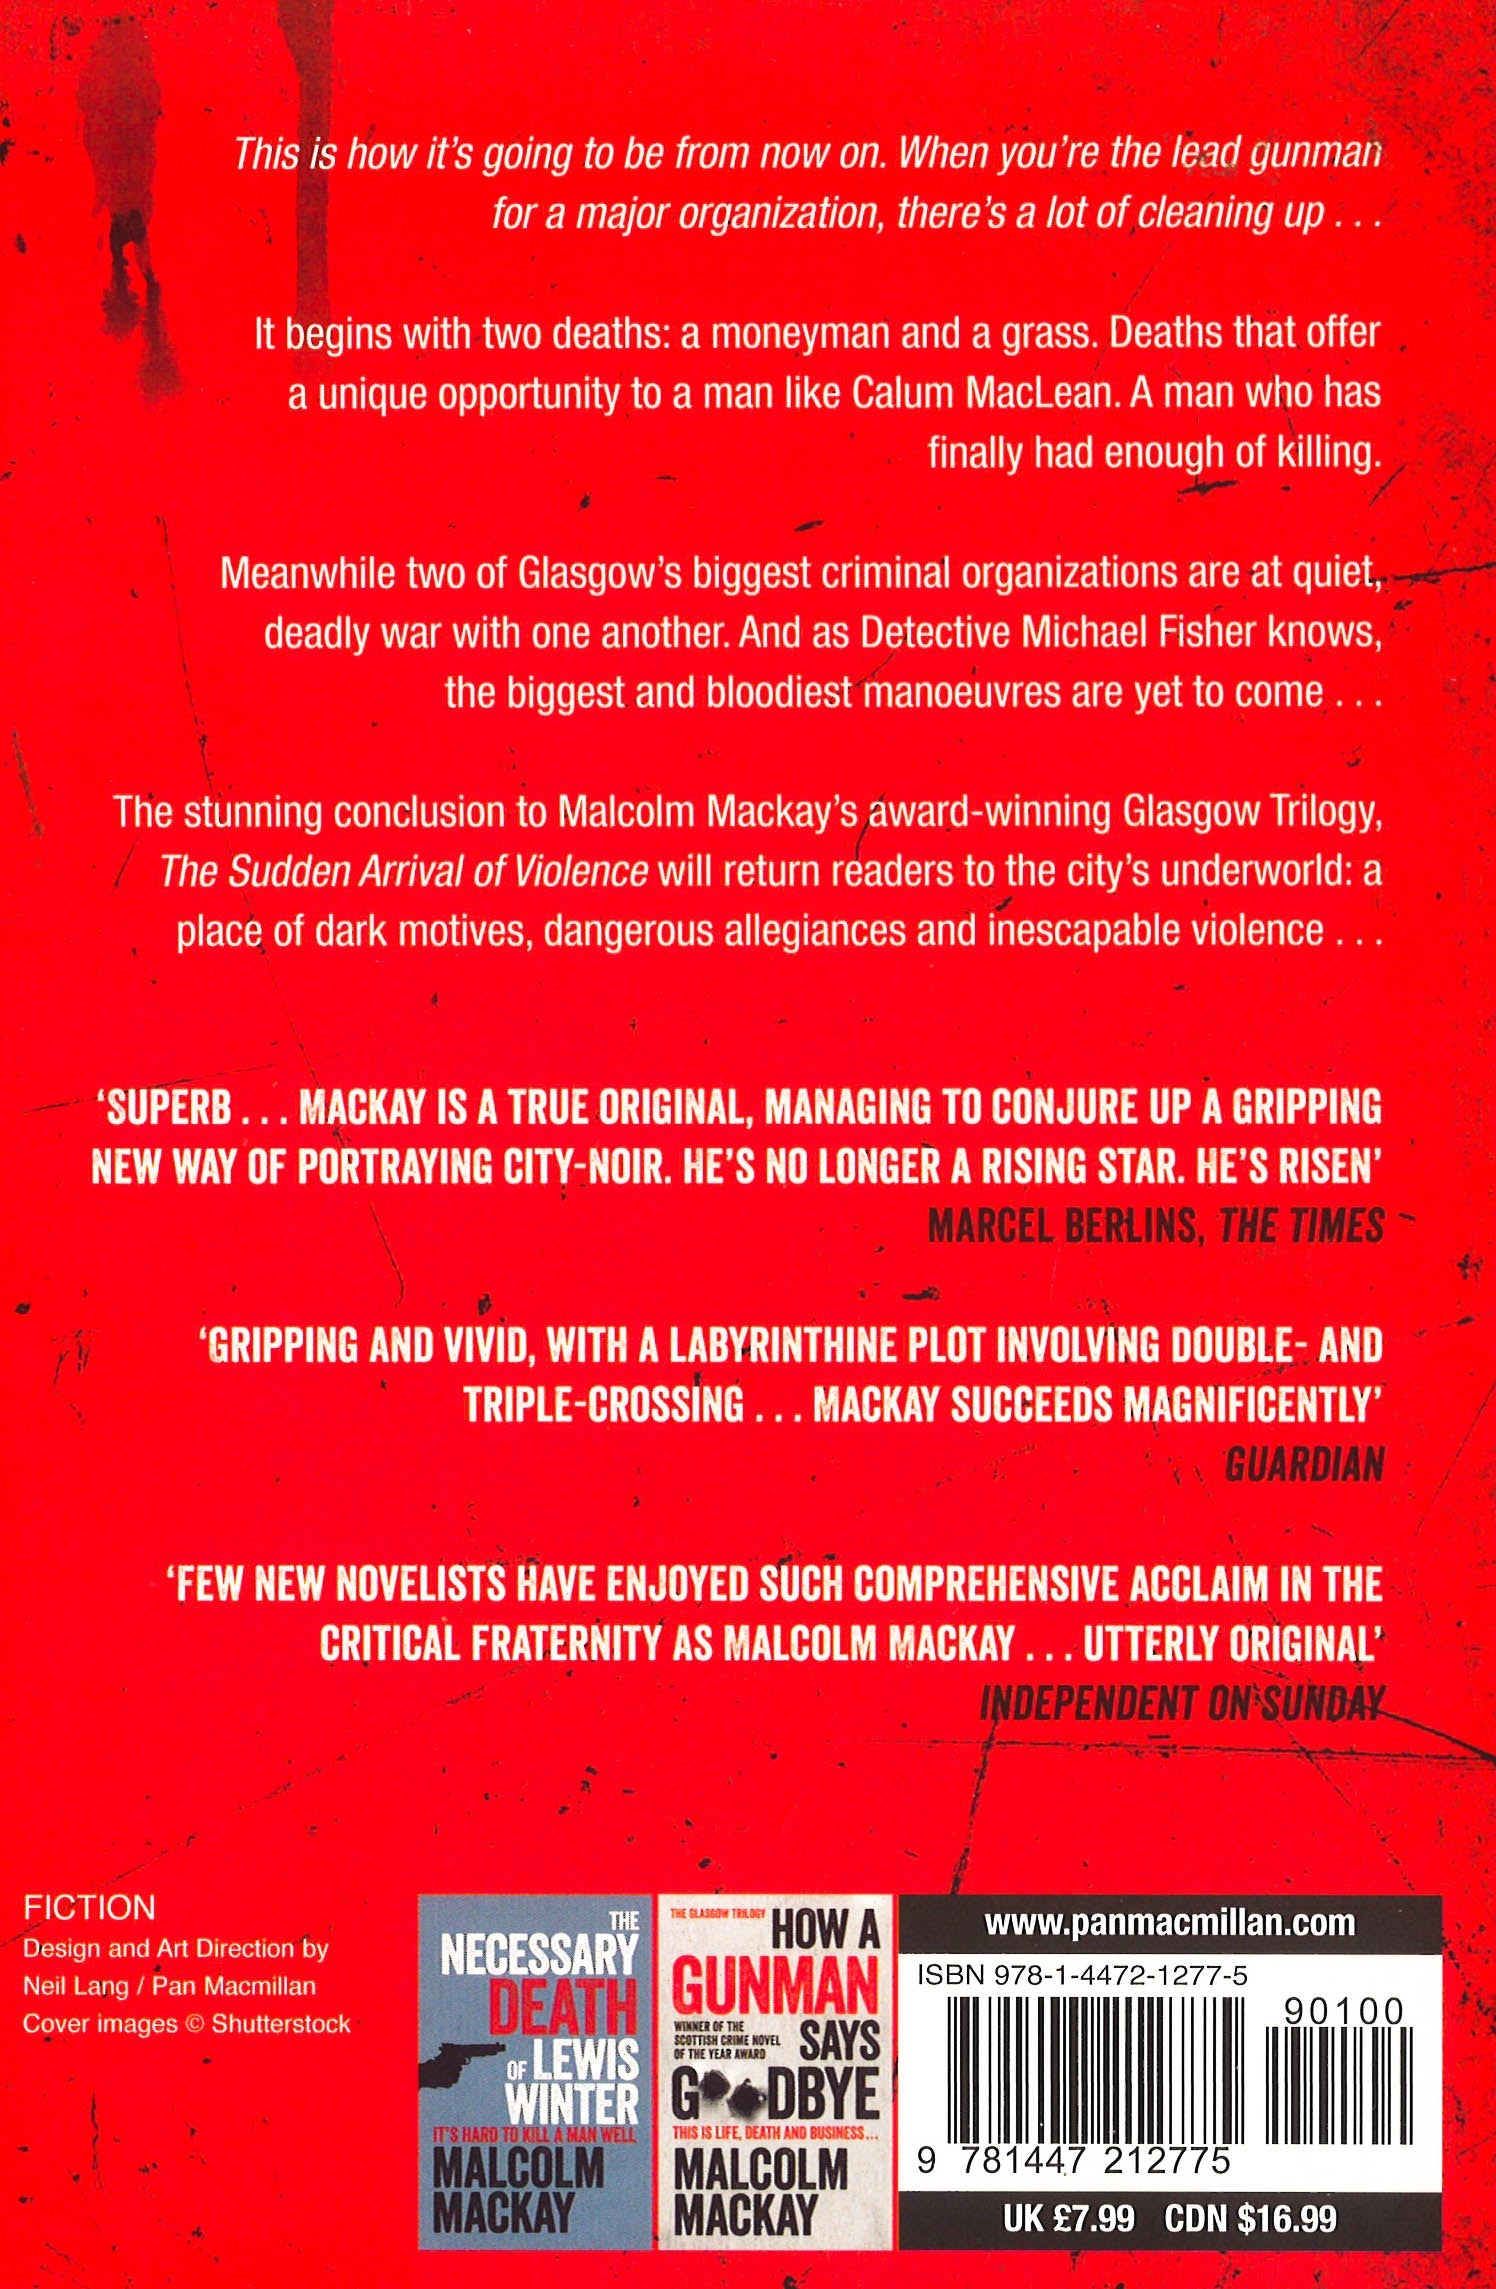 This is how it's going to be from now on. When you're the lead gunman
for a major organization, there's a lot of cleaning up . . .
It begins with two deaths: a moneyman and a grass. Deaths that offer
a unique opportunity to a man like Calum MacLean. A man who has
finally had enough of killing.
Meanwhile two of Glasgow's biggest criminal organizations are at quiet,
deadly war with one another. And as Detective Michael Fisher knows,
the biggest and bloodiest manoeuvres are yet to come . . .
The stunning conclusion to Malcolm Mackay's award-winning Glasgow Trilogy,
The Sudden Arrival of Violence will return readers to the city's underworld: a
place of dark motives, dangerous allegiances and inescapable violence . . .
'SUPERB . . . MACKAY IS A TRUE ORIGINAL, MANAGING TO CONJURE UP A GRIPPING
NEW WAY OF PORTRAYING CITY-NOIR. HE'S NO LONGER A RISING STAR. HE'S RISEN'
MARCEL BERLINS, THE TIMES
'GRIPPING AND VIVID, WITH A LABYRINTHINE PLOT INVOLVING DOUBLE- AND
TRIPLE-CROSSING . . . MACKAY SUCCEEDS MAGNIFICENTLY'
GUARDIAN
'FEW NEW NOVELISTS HAVE ENJOYED SUCH COMPREHENSIVE ACCLAIM IN THE
CRITICAL FRATERNITY AS MALCOLM MACKAY . . . UTTERLY ORIGINAL'
INDEPENDENT ON SUNDAY
FICTION
Design and Art Direction by
Neil Lang / Pan Macmillan
Cover images © Shutterstock
THE
NECESSARY
DEATH
OF LEWIS
WINTER
IT'S HARD TO KILL A MAN WELL
MALCOLM
MACKAY
THE GLASGOW TRILOGY
HOW A
GUNMAN
WINNER OF THE
SCOTTISH CRIME NOVEL
OF THE YEAR AWARD
SAYS
GOODBYE
THIS IS LIFE, DEATH AND BUSINESS...
MALCOLM
MACKAY
www.panmacmillan.com
ISBN 978-1-4472-1277-5
90100
9 781447 212775
UK £7.99 CDN $16.99